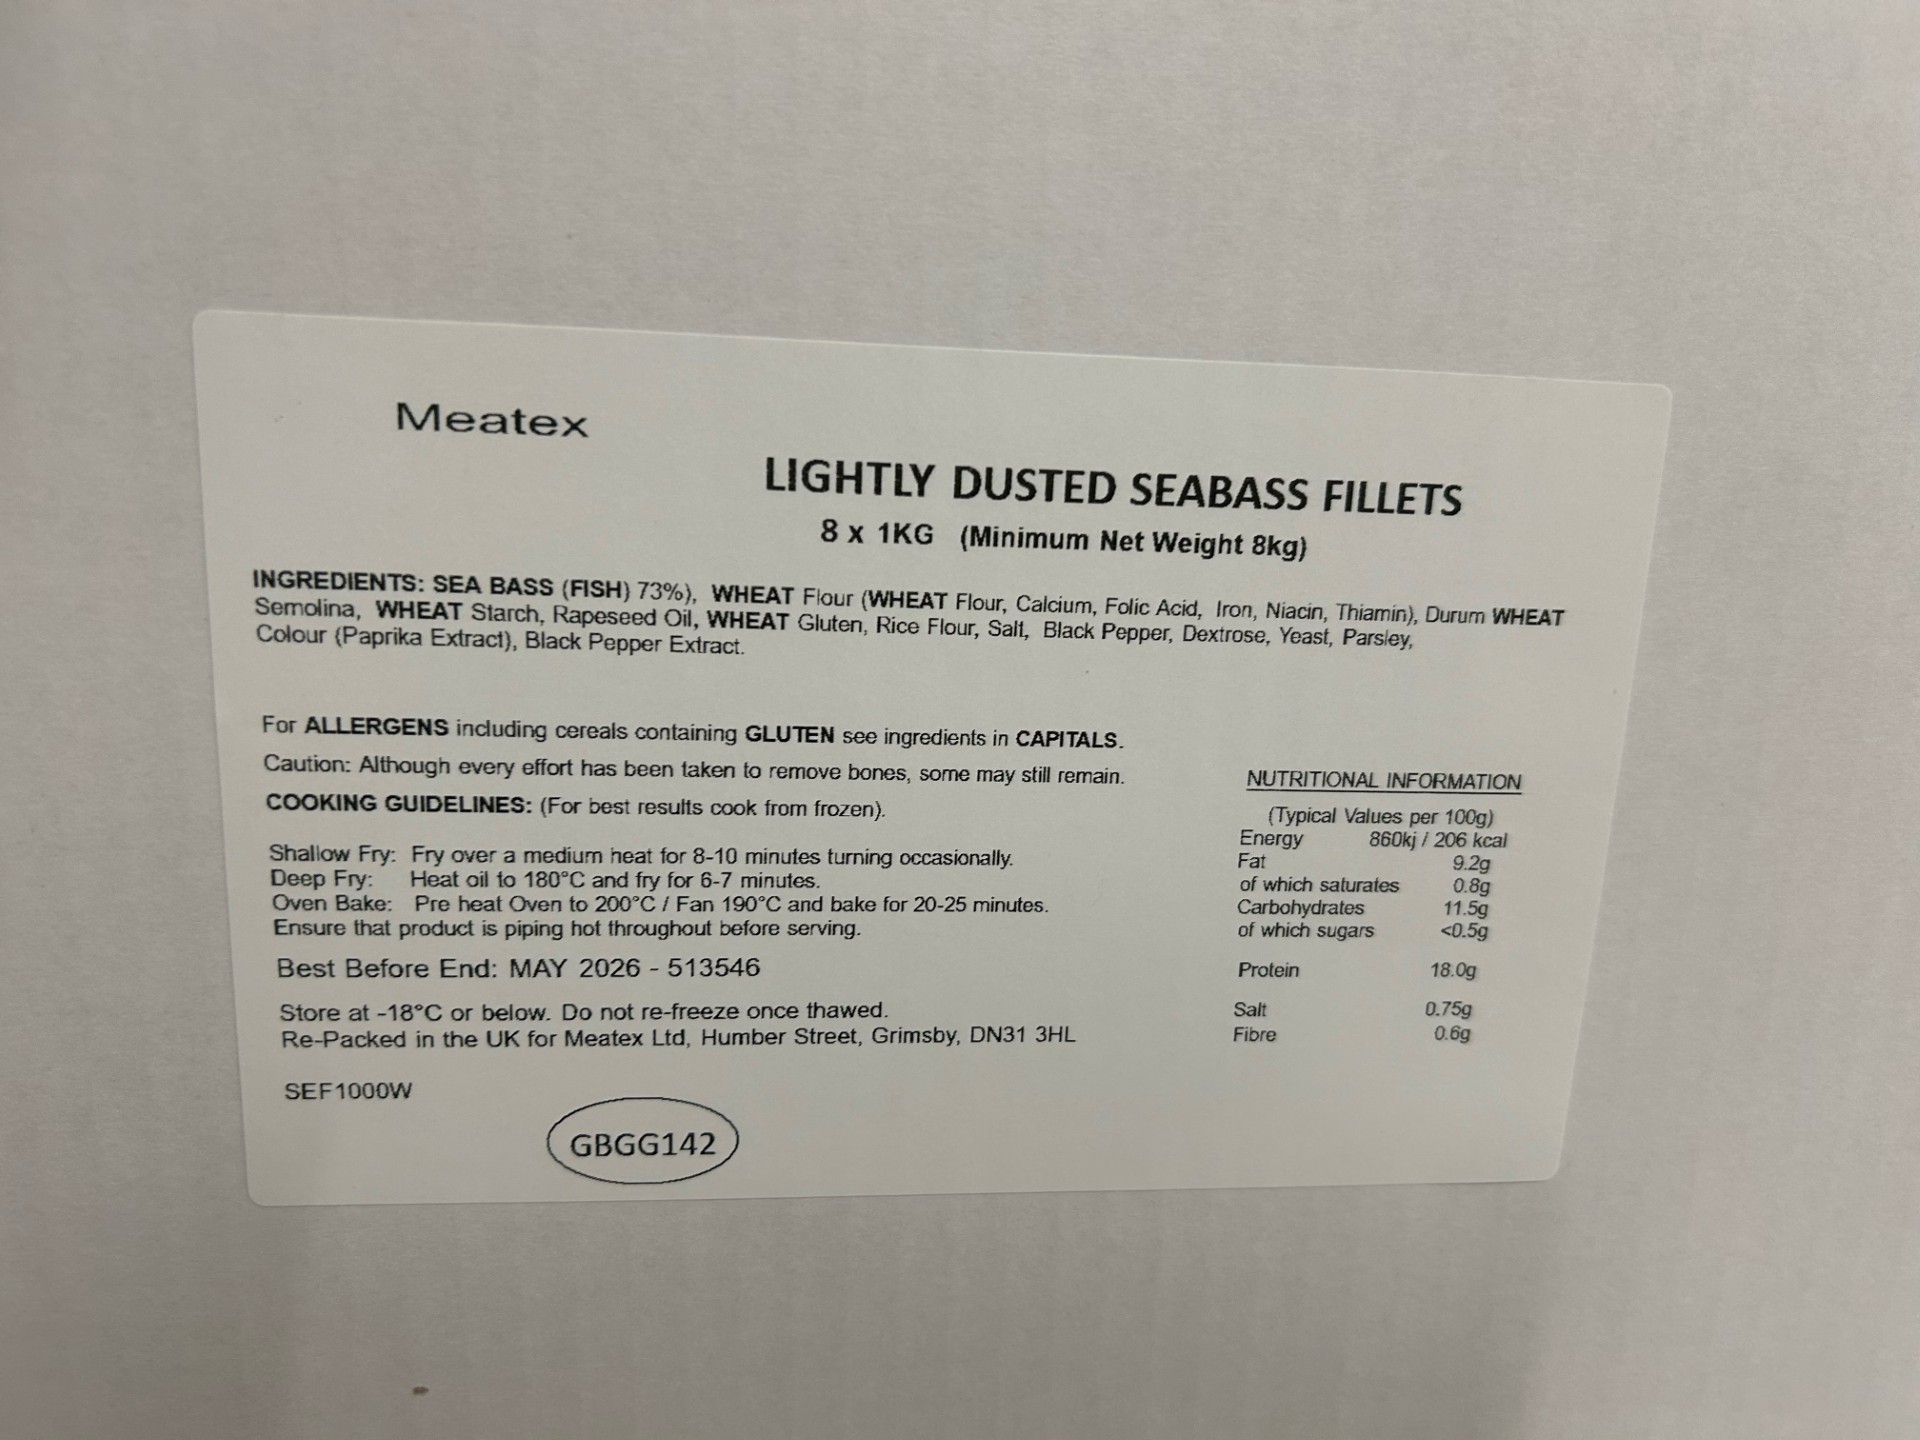 Meatex
LIGHTLY DUSTED SEABASS FILLETS
8 x 1KG (Minimum Net Weight 8kg)
INGREDIENTS: SEA BASS (FISH) 73%), WHEAT Flour (WHEAT Flour, Calcium, Folic Acid, Iron, Niacin, Thiamin), Durum WHEAT
Semolina, WHEAT Starch, Rapeseed Oil, WHEAT Gluten, Rice Flour, Salt, Black Pepper, Dextrose, Yeast, Parsley,
Colour (Paprika Extract), Black Pepper Extract.
For ALLERGENS including cereals containing GLUTEN see ingredients in CAPITALS.
Caution: Although every effort has been taken to remove bones, some may still remain.
COOKING GUIDELINES: (For best results cook from frozen).
Shallow Fry: Fry over a medium heat for 8-10 minutes turning occasionally.
Deep Fry: Heat oil to 180°C and fry for 6-7 minutes.
Oven Bake: Pre heat Oven to 200°C / Fan 190°C and bake for 20-25 minutes.
Ensure that product is piping hot throughout before serving.
Best Before End: MAY 2026 - 513546
Store at -18°C or below. Do not re-freeze once thawed.
Re-Packed in the UK for Meatex Ltd, Humber Street, Grimsby, DN31 3HL
SEF1000W
GBGG142
NUTRITIONAL INFORMATION
(Typical Values per 100g)
Energy 860kj / 206 kcal
Fat 9.2g
of which saturates 0.8g
Carbohydrates 11.5g
of which sugars <0.5g
Protein 18.0g
Salt 0.75g
Fibre 0.6g